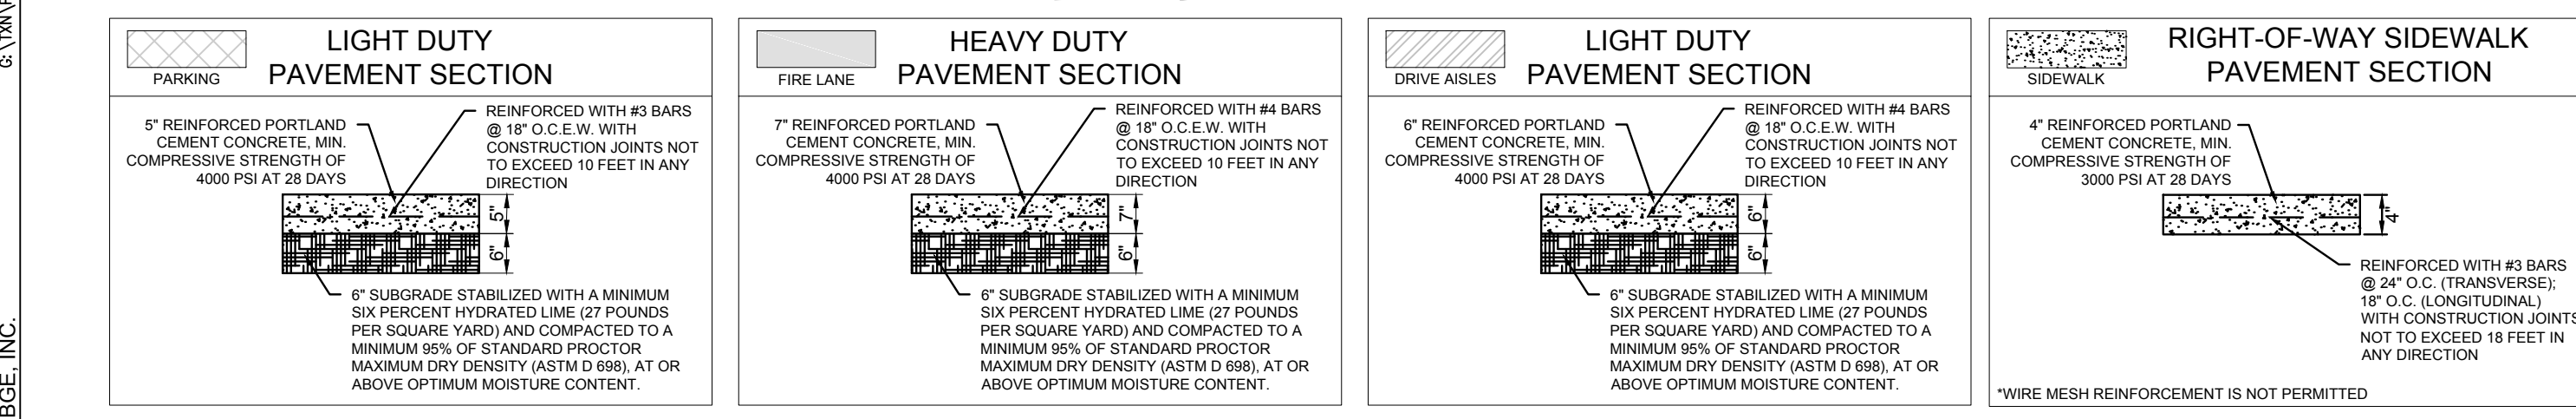 G:\TXN\P
BGE, INC.
PARKING
LIGHT DUTY
PAVEMENT SECTION
5" REINFORCED PORTLAND
CEMENT CONCRETE, MIN.
COMPRESSIVE STRENGTH OF
4000 PSI AT 28 DAYS
REINFORCED WITH #3 BARS
@ 18" O.C.E.W. WITH
CONSTRUCTION JOINTS NOT
TO EXCEED 10 FEET IN ANY
DIRECTION
5"
6"
6" SUBGRADE STABILIZED WITH A MINIMUM
SIX PERCENT HYDRATED LIME (27 POUNDS
PER SQUARE YARD) AND COMPACTED TO A
MINIMUM 95% OF STANDARD PROCTOR
MAXIMUM DRY DENSITY (ASTM D 698), AT OR
ABOVE OPTIMUM MOISTURE CONTENT.
FIRE LANE
HEAVY DUTY
PAVEMENT SECTION
7" REINFORCED PORTLAND
CEMENT CONCRETE, MIN.
COMPRESSIVE STRENGTH OF
4000 PSI AT 28 DAYS
REINFORCED WITH #4 BARS
@ 18" O.C.E.W. WITH
CONSTRUCTION JOINTS NOT
TO EXCEED 10 FEET IN ANY
DIRECTION
7"
6"
6" SUBGRADE STABILIZED WITH A MINIMUM
SIX PERCENT HYDRATED LIME (27 POUNDS
PER SQUARE YARD) AND COMPACTED TO A
MINIMUM 95% OF STANDARD PROCTOR
MAXIMUM DRY DENSITY (ASTM D 698), AT OR
ABOVE OPTIMUM MOISTURE CONTENT.
DRIVE AISLES
LIGHT DUTY
PAVEMENT SECTION
6" REINFORCED PORTLAND
CEMENT CONCRETE, MIN.
COMPRESSIVE STRENGTH OF
4000 PSI AT 28 DAYS
REINFORCED WITH #4 BARS
@ 18" O.C.E.W. WITH
CONSTRUCTION JOINTS NOT
TO EXCEED 10 FEET IN ANY
DIRECTION
6"
6"
6" SUBGRADE STABILIZED WITH A MINIMUM
SIX PERCENT HYDRATED LIME (27 POUNDS
PER SQUARE YARD) AND COMPACTED TO A
MINIMUM 95% OF STANDARD PROCTOR
MAXIMUM DRY DENSITY (ASTM D 698), AT OR
ABOVE OPTIMUM MOISTURE CONTENT.
SIDEWALK
RIGHT-OF-WAY SIDEWALK
PAVEMENT SECTION
4" REINFORCED PORTLAND
CEMENT CONCRETE, MIN.
COMPRESSIVE STRENGTH OF
3000 PSI AT 28 DAYS
4"
REINFORCED WITH #3 BARS
@ 24" O.C. (TRANSVERSE);
18" O.C. (LONGITUDINAL)
WITH CONSTRUCTION JOINTS
NOT TO EXCEED 18 FEET IN
ANY DIRECTION
*WIRE MESH REINFORCEMENT IS NOT PERMITTED